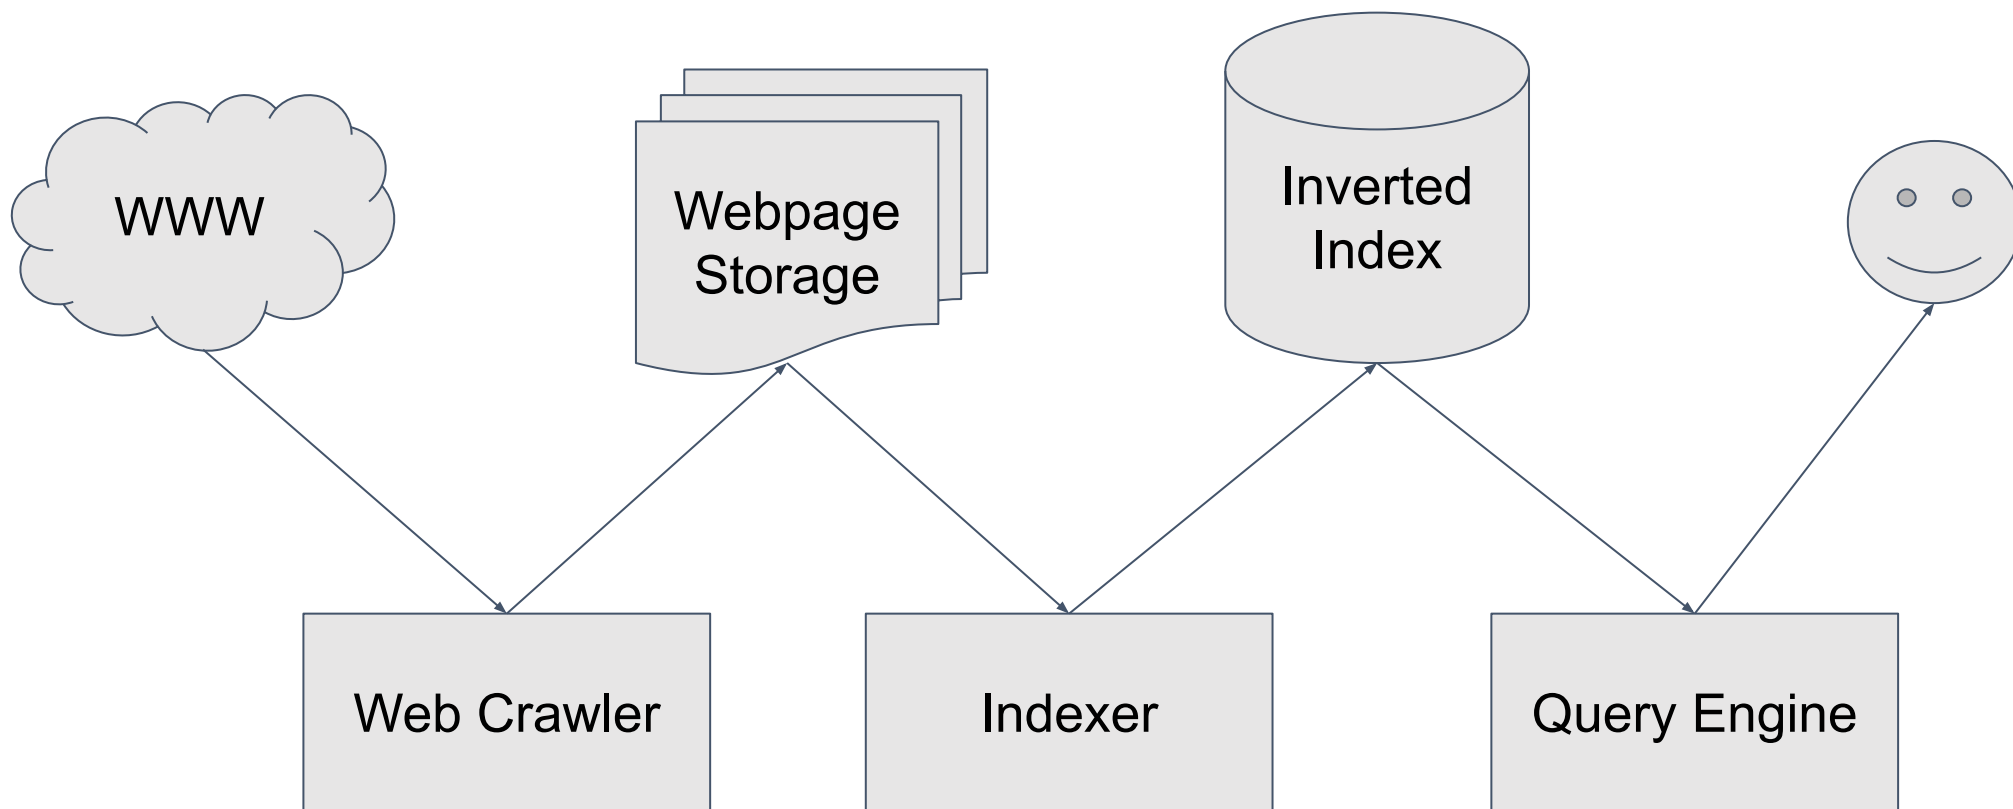 WWW
Webpage
Storage
Inverted
Index
Web Crawler
Indexer
Query Engine